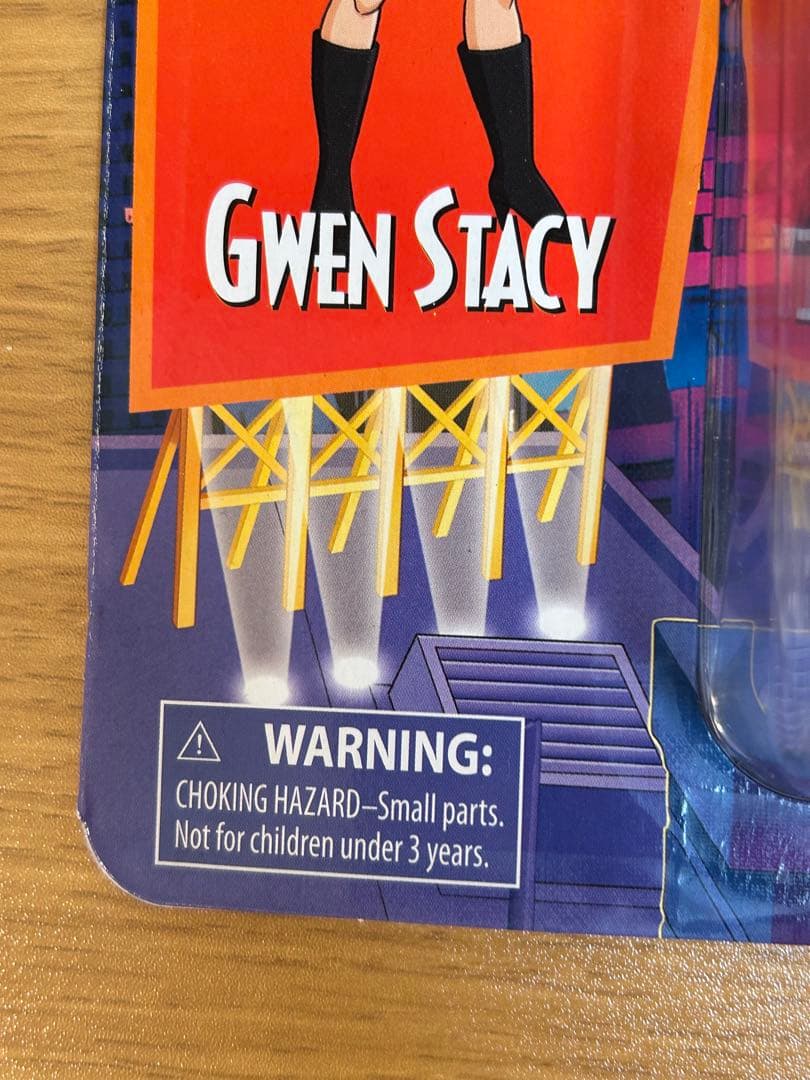 GWEN STACY
WARNING:
CHOKING HAZARD–Small parts.
Not for children under 3 years.